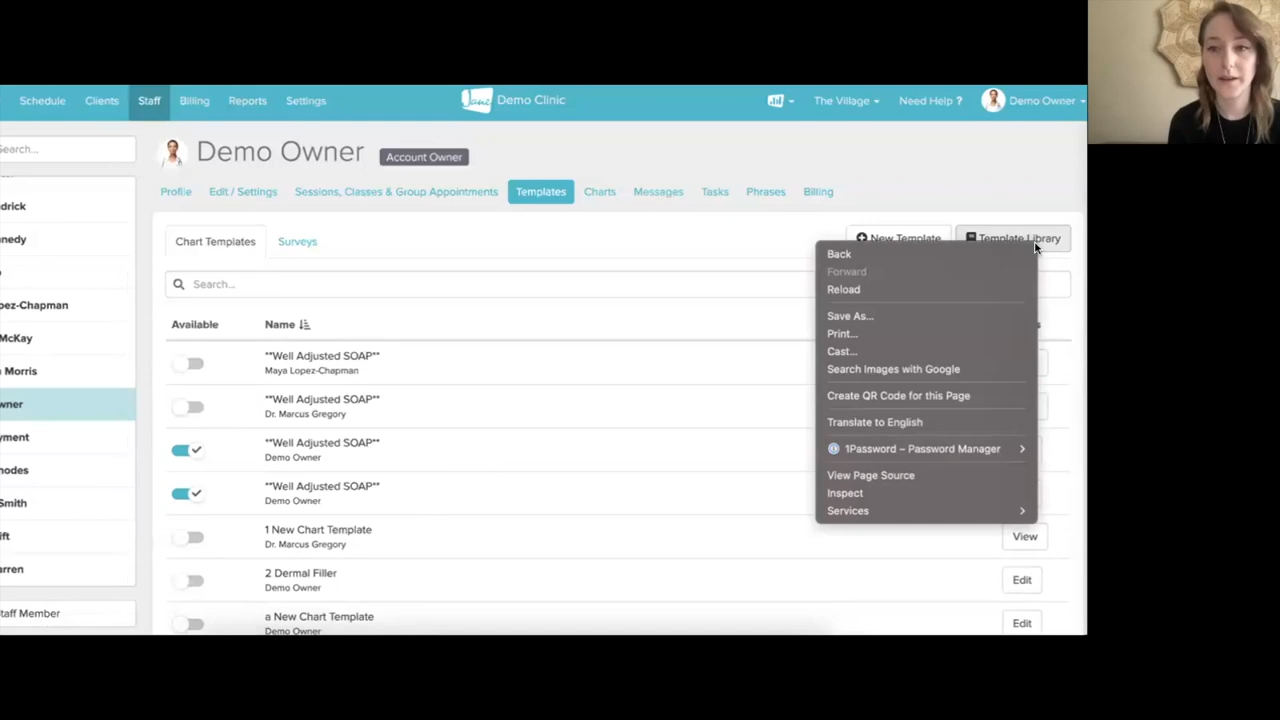 Schedule Clients Staff Billing Reports Settings Jane Demo Clinic The Village Need Help ? Demo Owner
Search...
Demo Owner Account Owner
Profile Edit / Settings Sessions, Classes & Group Appointments Templates Charts Messages Tasks Phrases Billing
drick
nedy
pez-Chapman
McKay
Morris
wner
yment
hodes
Smith
ift
arren
taff Member
Chart Templates Surveys New Template Template Library
Search...
Available Name s
**Well Adjusted SOAP**
Maya Lopez-Chapman
**Well Adjusted SOAP**
Dr. Marcus Gregory
**Well Adjusted SOAP**
Demo Owner
**Well Adjusted SOAP**
Demo Owner
1 New Chart Template
Dr. Marcus Gregory
View
2 Dermal Filler
Demo Owner
Edit
a New Chart Template
Demo Owner
Edit
Back
Forward
Reload
Save As...
Print...
Cast...
Search Images with Google
Create QR Code for this Page
Translate to English
1Password – Password Manager
View Page Source
Inspect
Services